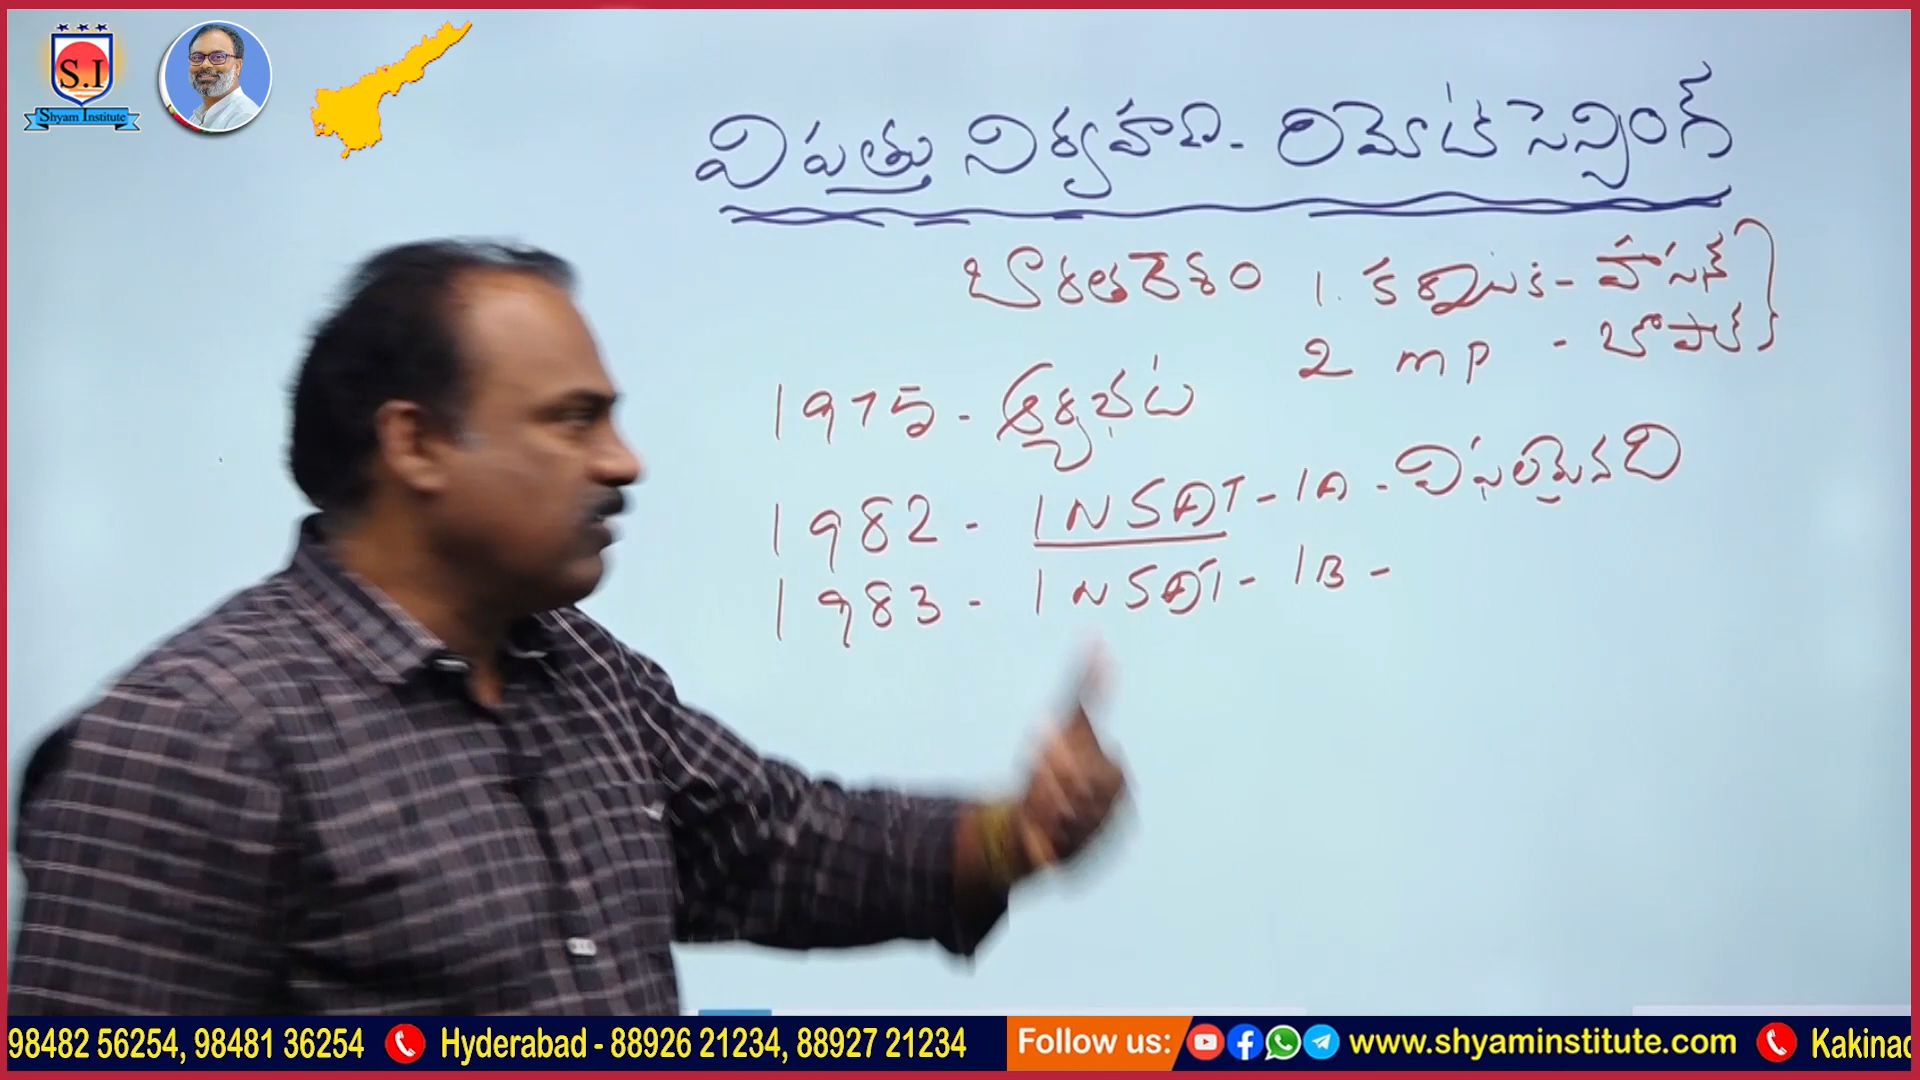 S.I
Shyam Institute
విపత్తు నిర్వహణ - రిమోట్ సెన్సింగ్
భారతదేశం
1. కర్ణాటక - హాసన్
2 MP - భోపాల్
1975 - ఆర్యభట
1982 - INSAT - 1A - విఫలమైనది
1983 - INSAT - 1B -
98482 56254, 98481 36254 Hyderabad - 88926 21234, 88927 21234 Follow us: www.shyaminstitute.com Kakinad